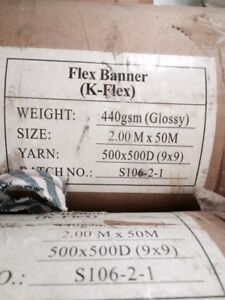 Flex Banner
(K-Flex)
WEIGHT: 440gsm (Glossy)
SIZE: 2.00 M x 50M
YARN: 500x500D (9x9)
BATCH NO.: S106-2-1
2.00 M x 50M
500x500D (9x9)
O.: S106-2-1